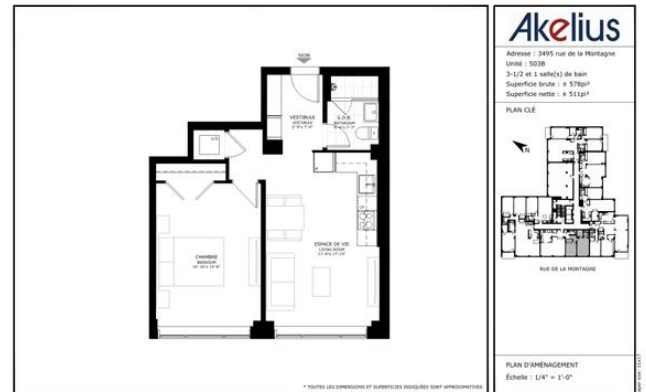 503B
VESTIBULE
S.D.B.
BATHROOM
CHAMBRE
BEDROOM
ESPACE DE VIE
LIVING ROOM
* TOUTES LES DIMENSIONS ET SUPERFICIES INDIQUÉES SONT APPROXIMATIVES
Akelius
Adresse : 3495 rue de la Montagne
Unité : 503B
3-1/2 et 1 salle(s) de bain
Superficie brute : ± 578pi²
Superficie nette : ± 511pi²
PLAN CLÉ
N
RUE DE LA MONTAGNE
PLAN D'AMÉNAGEMENT
Échelle : 1/4" = 1'-0"